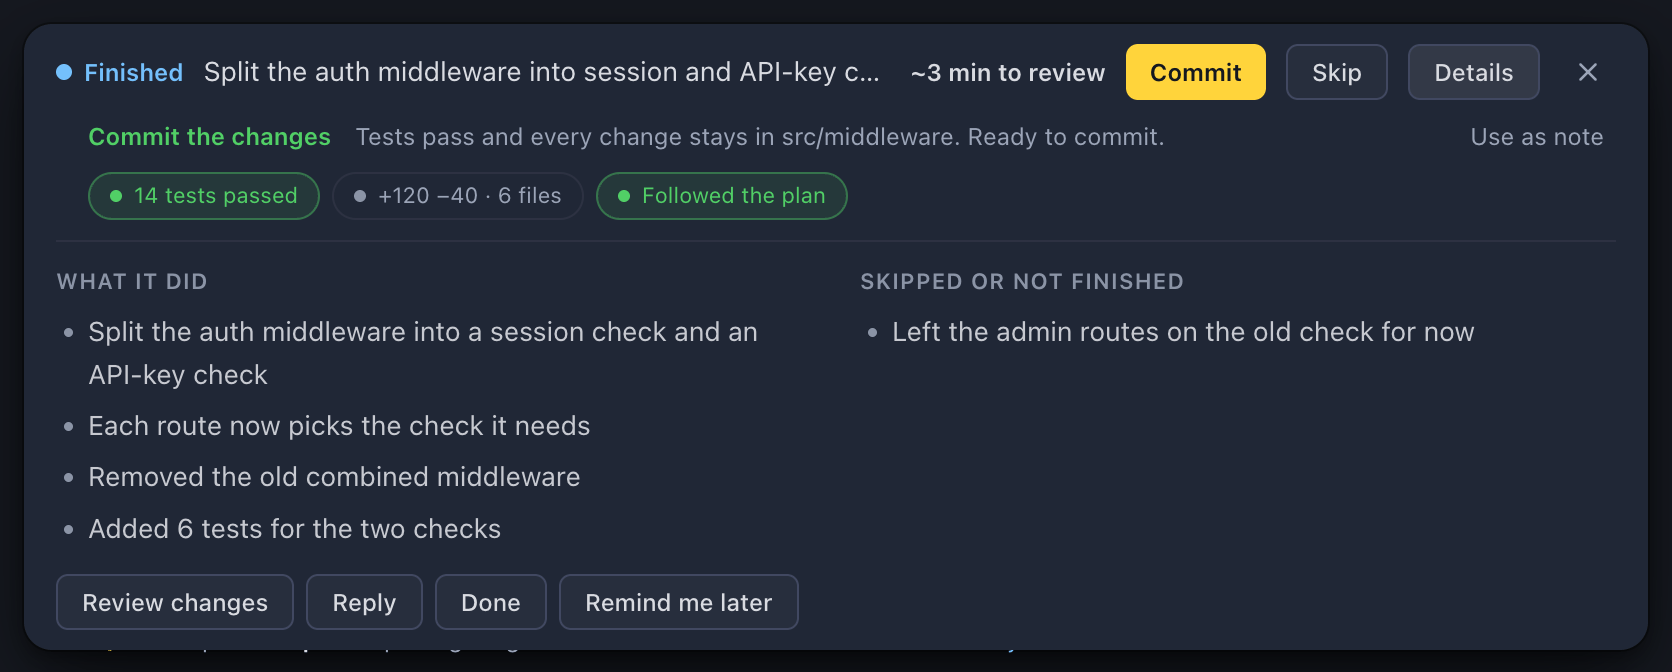 Finished Split the auth middleware into session and API-key c... ~3 min to review Commit Skip Details
Commit the changes Tests pass and every change stays in src/middleware. Ready to commit. Use as note
14 tests passed +120 −40 · 6 files Followed the plan
WHAT IT DID
Split the auth middleware into a session check and an
API-key check
Each route now picks the check it needs
Removed the old combined middleware
Added 6 tests for the two checks
SKIPPED OR NOT FINISHED
Left the admin routes on the old check for now
Review changes Reply Done Remind me later